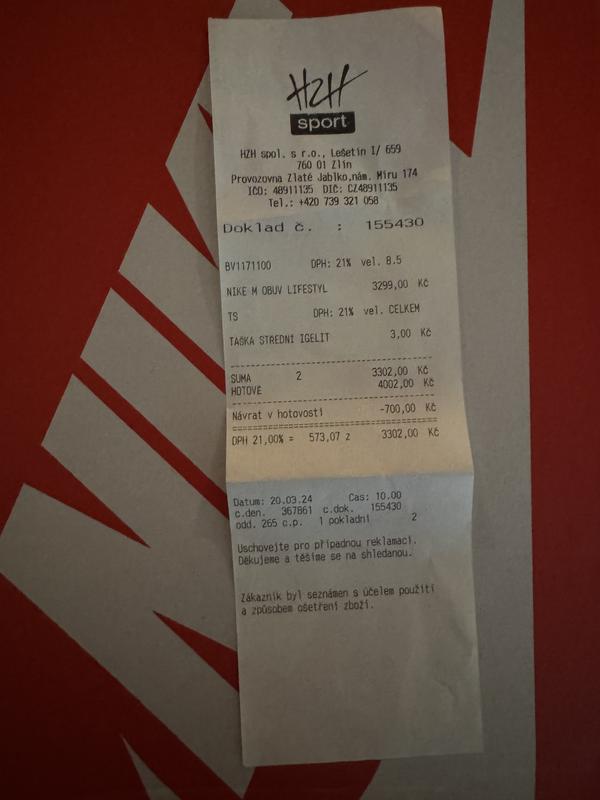 HZH
sport
HZH spol. s r.o., Lešetín I/ 659
760 01 Zlín
Provozovna Zlaté Jablko,nám. Míru 174
IČO: 48911135 DIČ: CZ48911135
Tel.: +420 739 321 058
Doklad č. : 155430
BV1171100 DPH: 21% vel. 8.5
NIKE M OBUV LIFESTYL 3299,00 Kč
TS DPH: 21% vel. CELKEM
TAŠKA STŘEDNÍ IGELIT 3,00 Kč
SUMA 2 3302,00 Kč
HOTOVĚ 4002,00 Kč
Návrat v hotovosti -700,00 Kč
DPH 21,00% = 573,07 z 3302,00 Kč
Datum: 20.03.24 Čas: 10.00
č.den. 367861 č.dok. 155430
odd. 265 č.p. 1 pokladní 2
Uschovejte pro případnou reklamaci.
Děkujeme a těšíme se na shledanou.
Zákazník byl seznámen s účelem použití
a způsobem ošetření zboží.